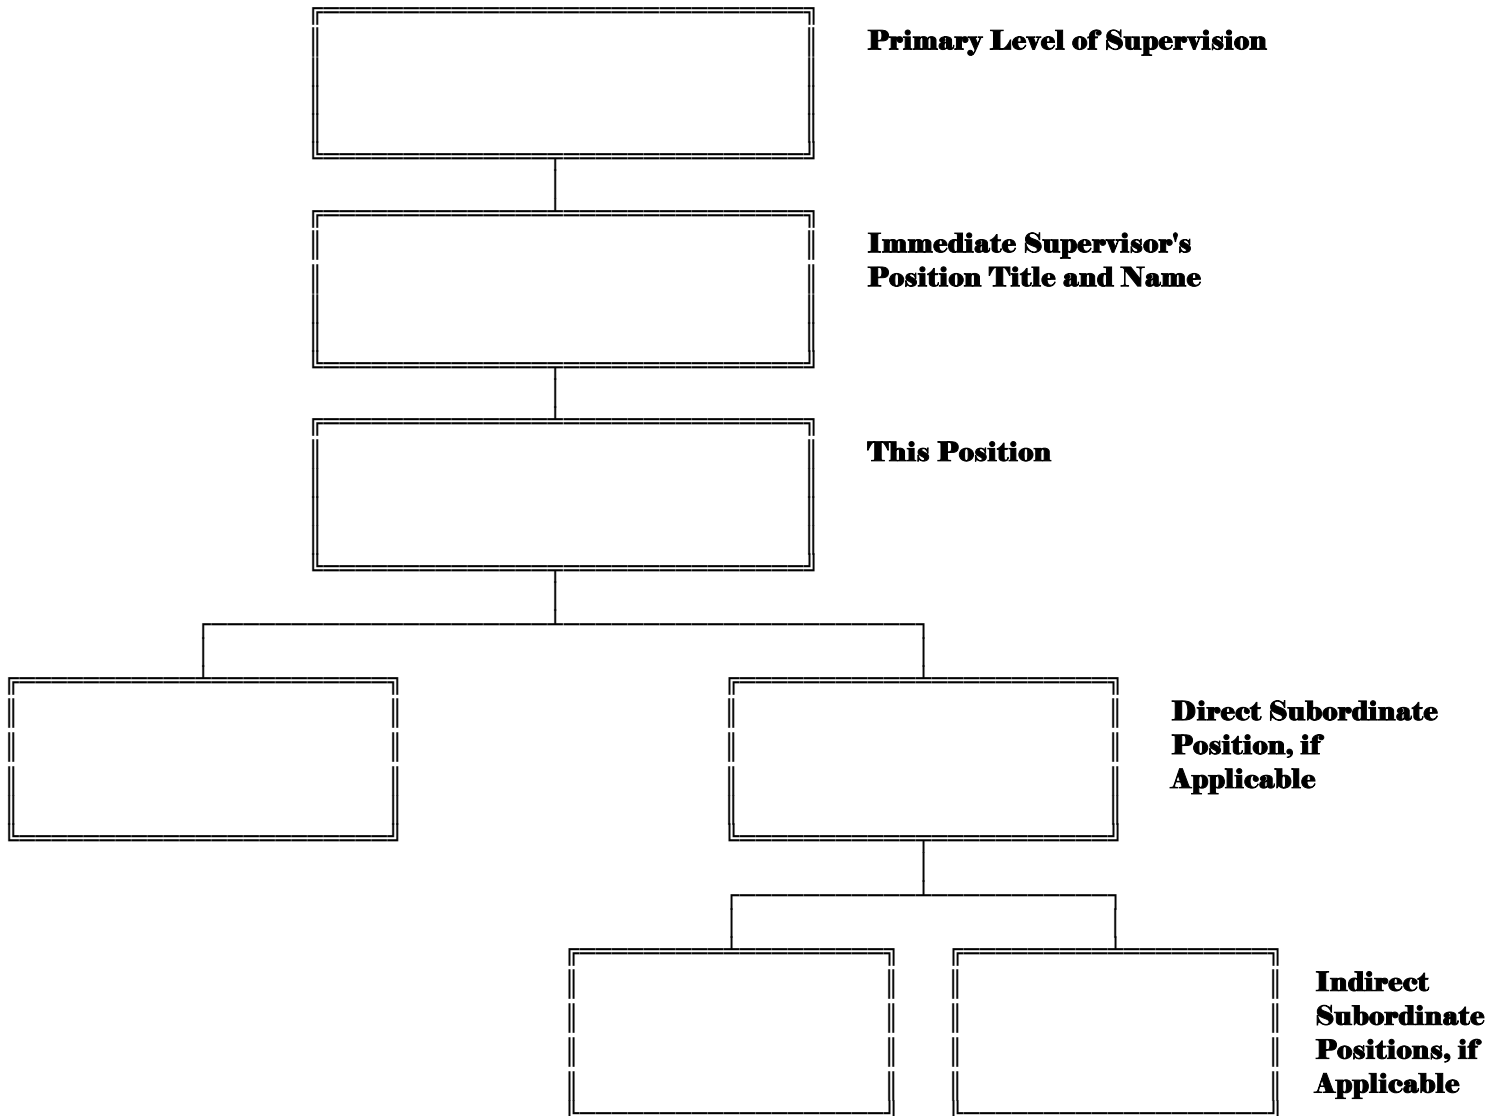 Primary Level of Supervision
Immediate Supervisor's
Position Title and Name
This Position
Direct Subordinate
Position, if
Applicable
Indirect
Subordinate
Positions, if
Applicable